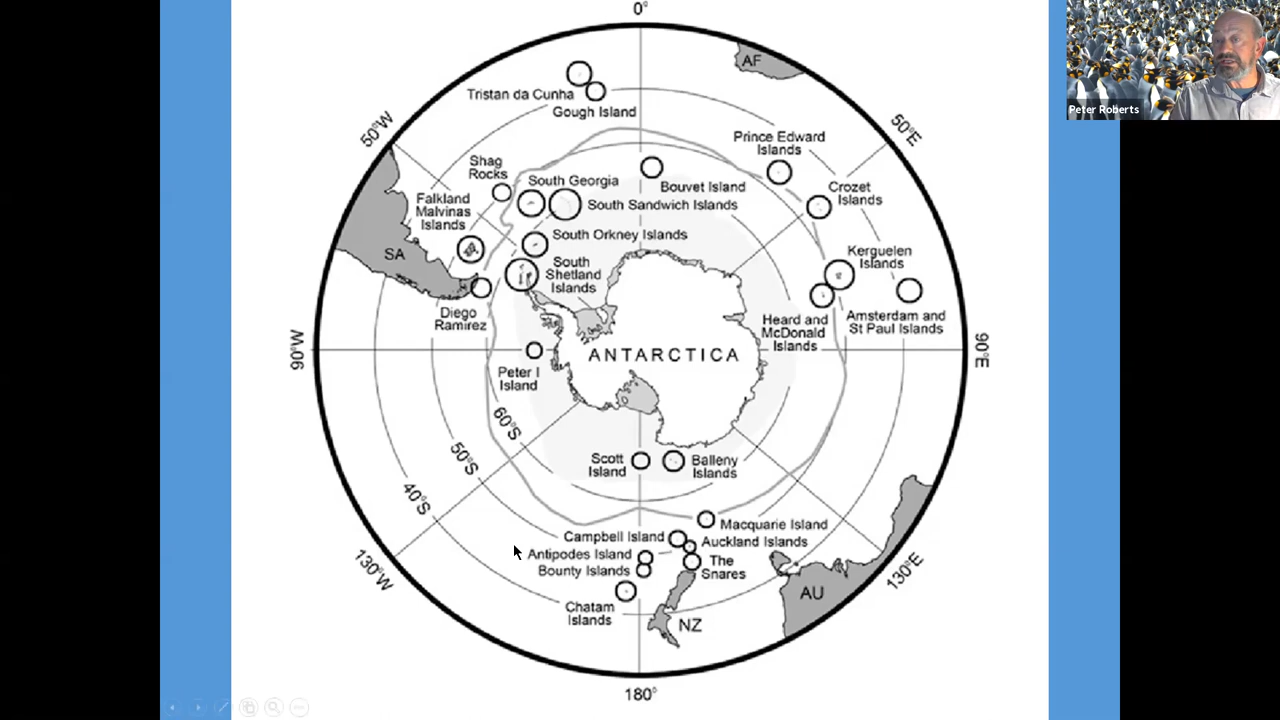 0°
AF
Peter Roberts
Tristan da Cunha
Gough Island
50°W
50°E
Prince Edward
Islands
Shag
Rocks
South Georgia
Bouvet Island
Crozet
Islands
Falkland
Malvinas
Islands
South Sandwich Islands
South Orkney Islands
SA
South
Shetland
Islands
Kerguelen
Islands
Diego
Ramirez
Heard and
McDonald
Islands
Amsterdam and
St Paul Islands
90°W
ANTARCTICA
90°E
Peter I
Island
60°S
50°S
40°S
Scott
Island
Balleny
Islands
Macquarie Island
Campbell Island
Auckland Islands
Antipodes Island
The
Snares
Bounty Islands
130°W
130°E
Chatam
Islands
AU
NZ
180°